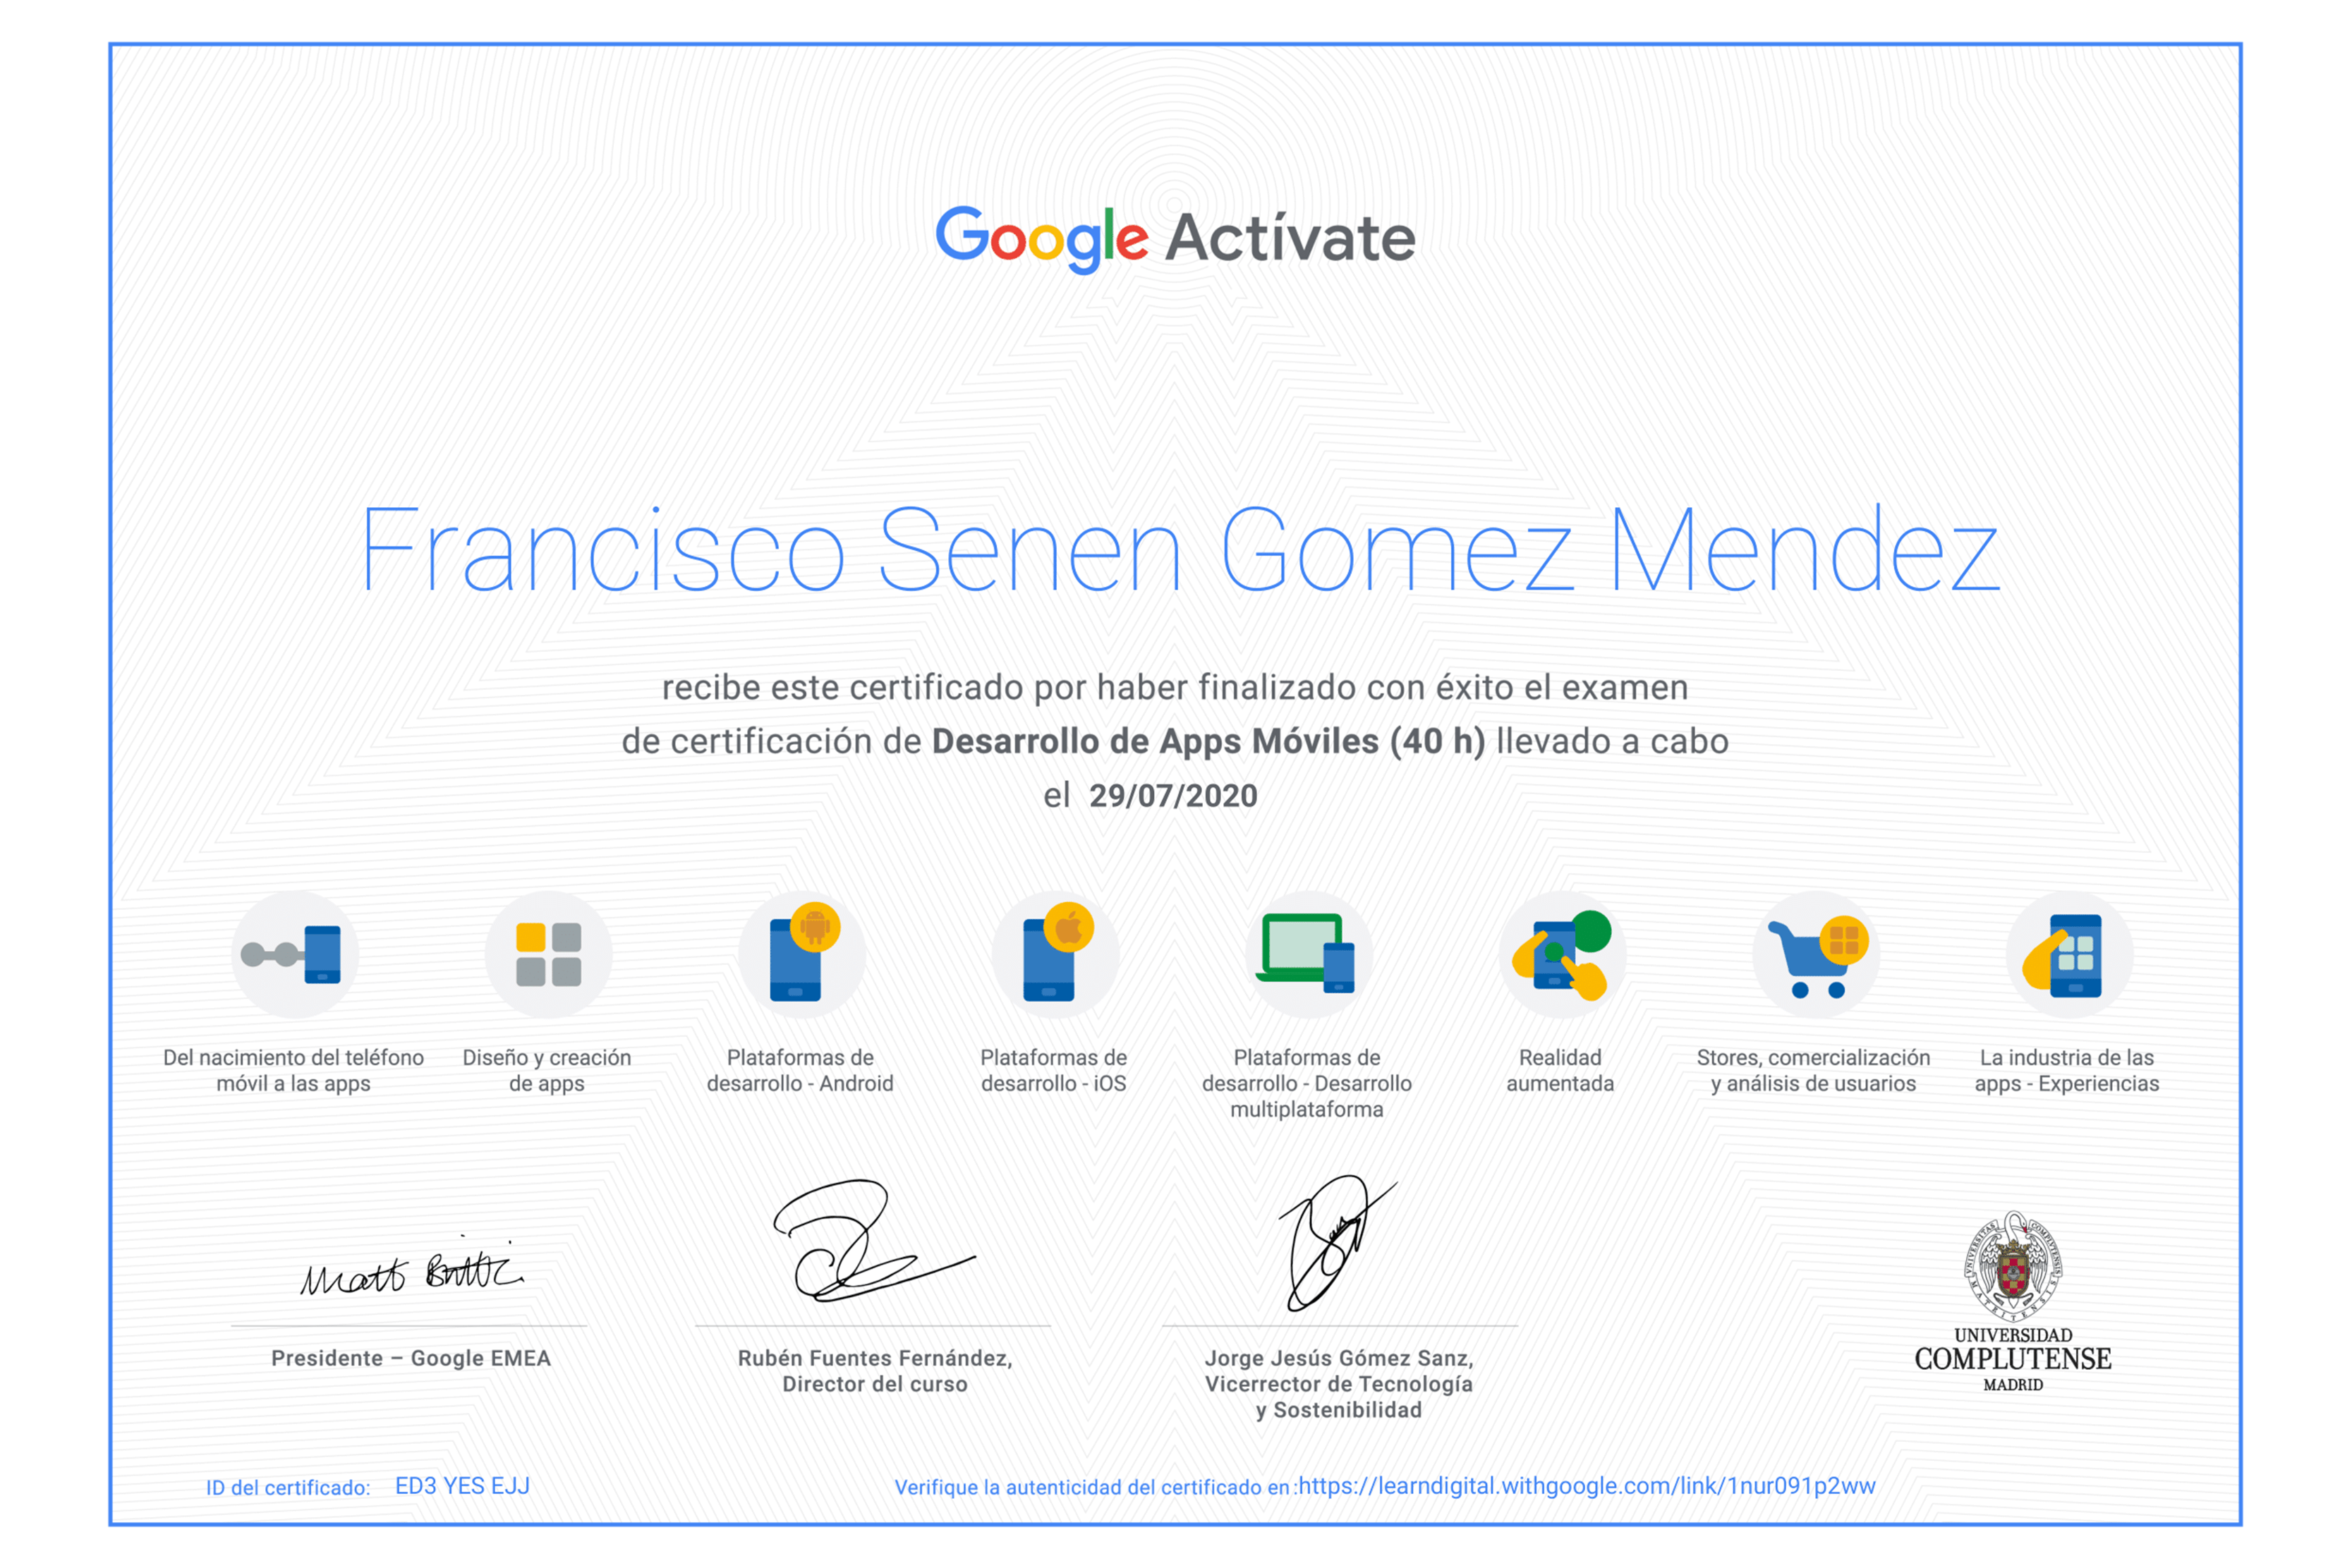 Google Actívate
Francisco Senen Gomez Mendez
recibe este certificado por haber finalizado con éxito el examen
de certificación de Desarrollo de Apps Móviles (40 h) llevado a cabo
el 29/07/2020
Del nacimiento del teléfono
móvil a las apps
Diseño y creación
de apps
Plataformas de
desarrollo - Android
Plataformas de
desarrollo - iOS
Plataformas de
desarrollo - Desarrollo
multiplataforma
Realidad
aumentada
Stores, comercialización
y análisis de usuarios
La industria de las
apps - Experiencias
Matt
Presidente – Google EMEA
Rubén Fuentes Fernández,
Director del curso
Jorge Jesús Gómez Sanz,
Vicerrector de Tecnología
y Sostenibilidad
UNIVERSIDAD
COMPLUTENSE
MADRID
ID del certificado: ED3 YES EJJ
Verifique la autenticidad del certificado en:https://learndigital.withgoogle.com/link/1nur091p2ww